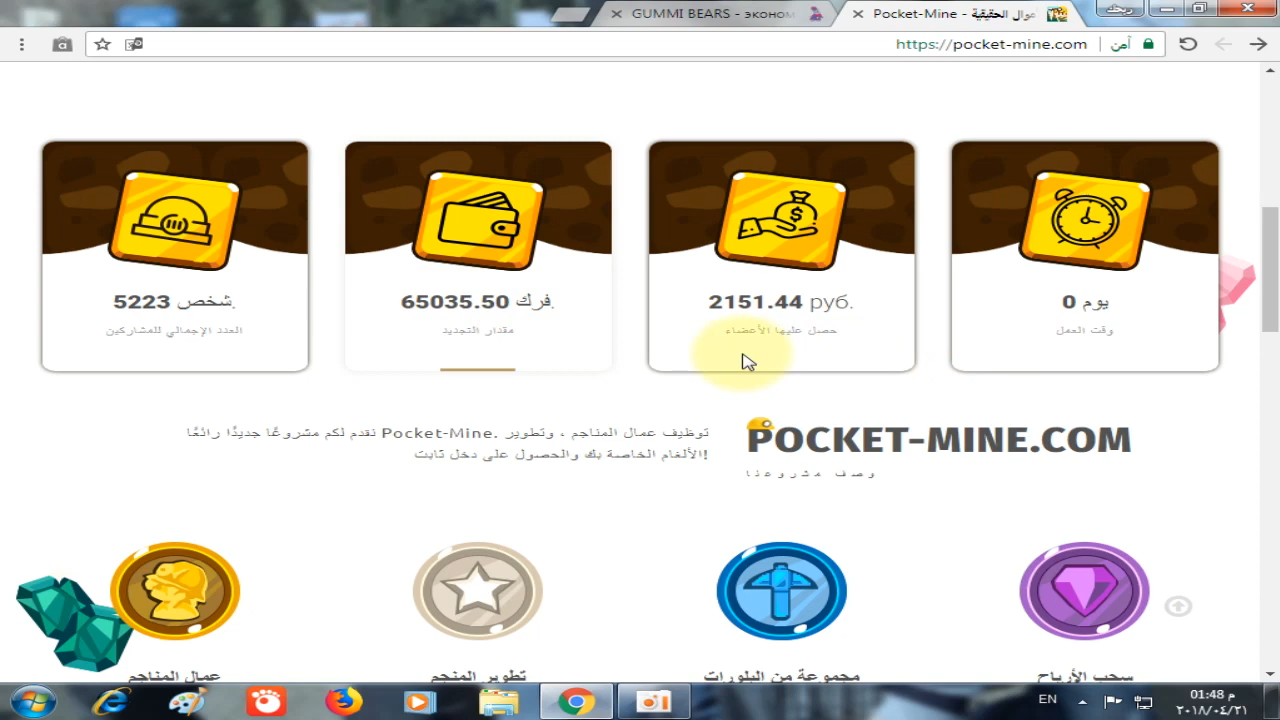 GUMMI BEARS - эконом
Pocket-Mine - موال الحقيقية
ربحك
https://pocket-mine.com
آمن
5223 شخص.
العدد الإجمالي للمشاركين
65035.50 فرك.
مقدار التجديد
2151.44 руб.
حصل عليها الأعضاء
0 يوم
وقت العمل
POCKET-MINE.COM
وصف مشروعنا
نقدم لكم مشروعًا جديدًا رائعًا Pocket-Mine. توظيف عمال المناجم ، وتطوير
الألغام الخاصة بك والحصول على دخل ثابت!
عمال المناجم
تطوير المنجم
مجموعة من البلورات
سحب الأرباح
EN
01:48 م
٢٠١٨/٠٤/٢١